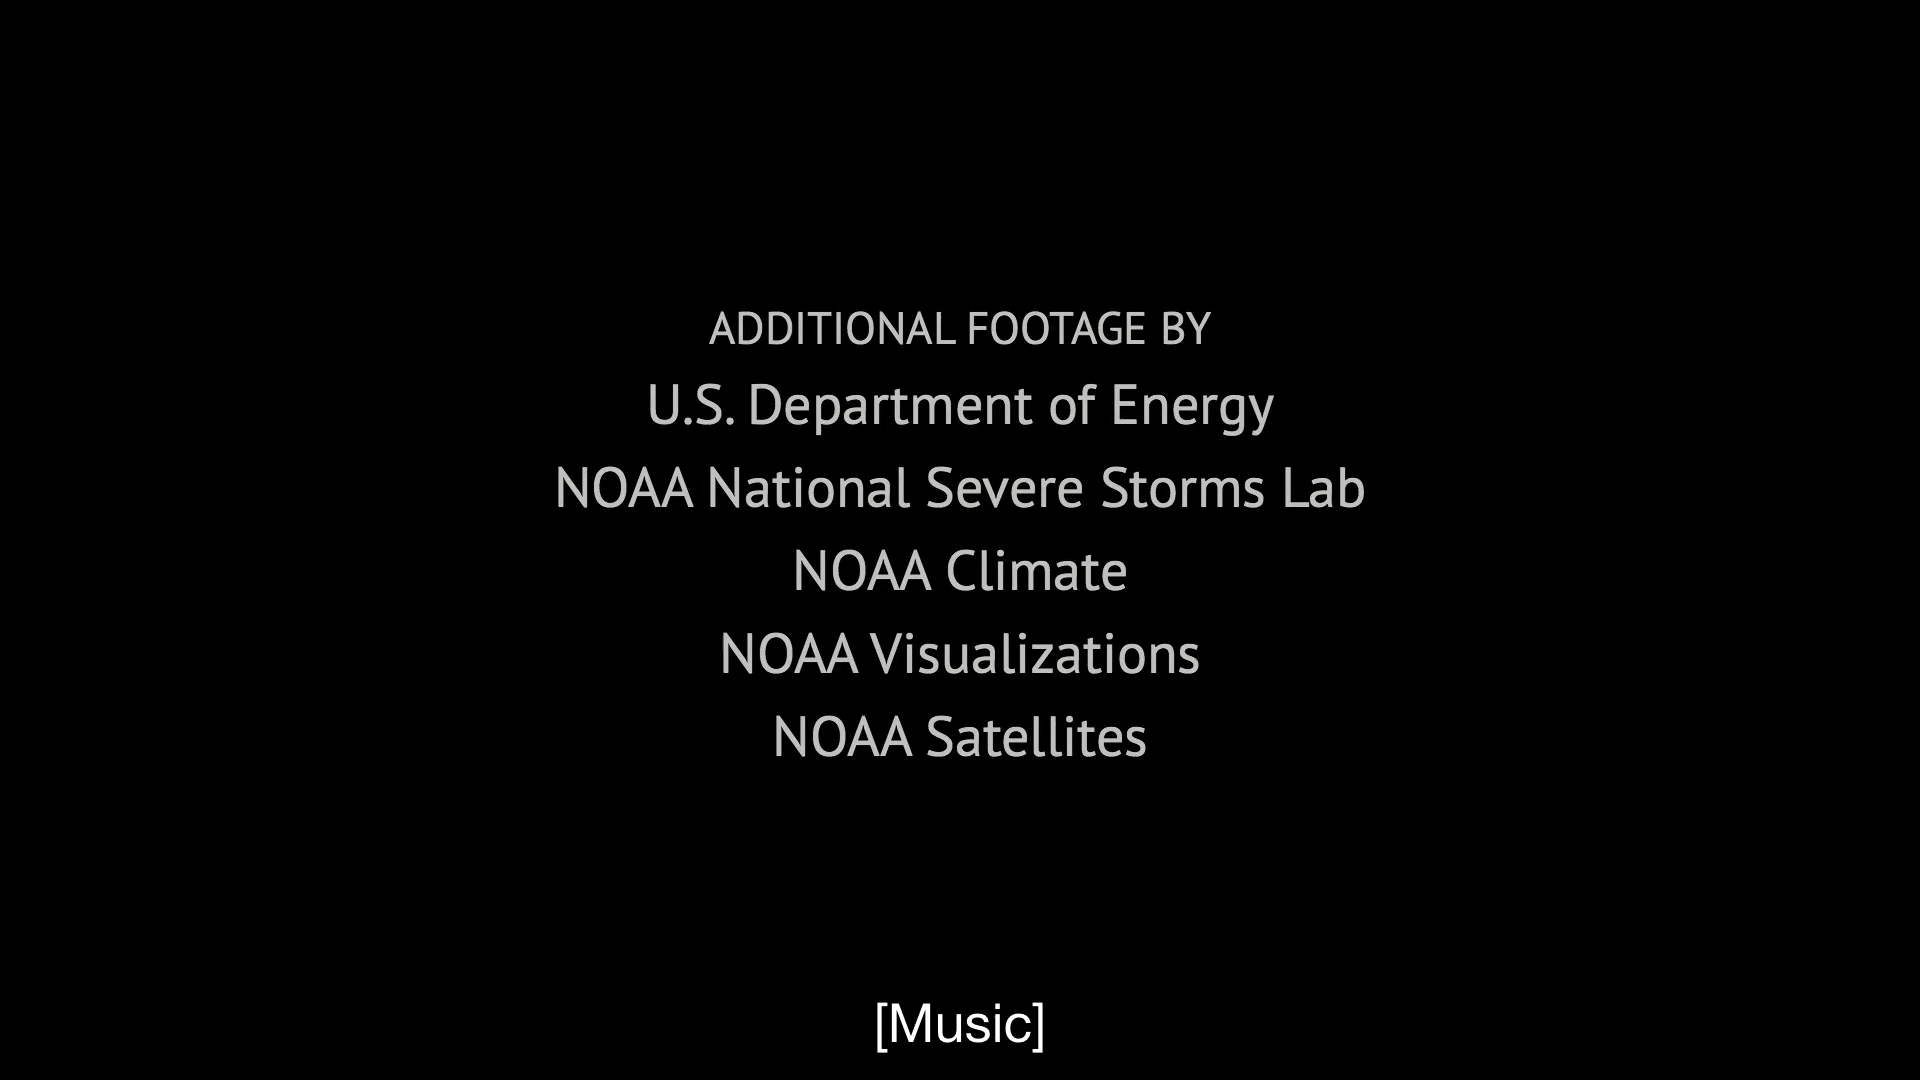 ADDITIONAL FOOTAGE BY
U.S. Department of Energy
NOAA National Severe Storms Lab
NOAA Climate
NOAA Visualizations
NOAA Satellites
[Music]